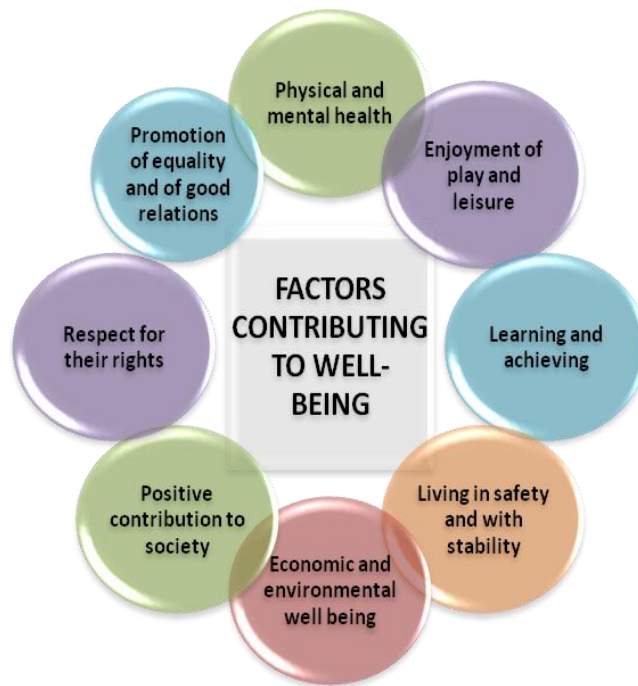 Physical and
mental health
Enjoyment of
play and
leisure
Learning and
achieving
Living in safety
and with
stability
Economic and
environmental
well being
Positive
contribution to
society
Respect for
their rights
Promotion
of equality
and of good
relations
FACTORS
CONTRIBUTING
TO WELL-
BEING